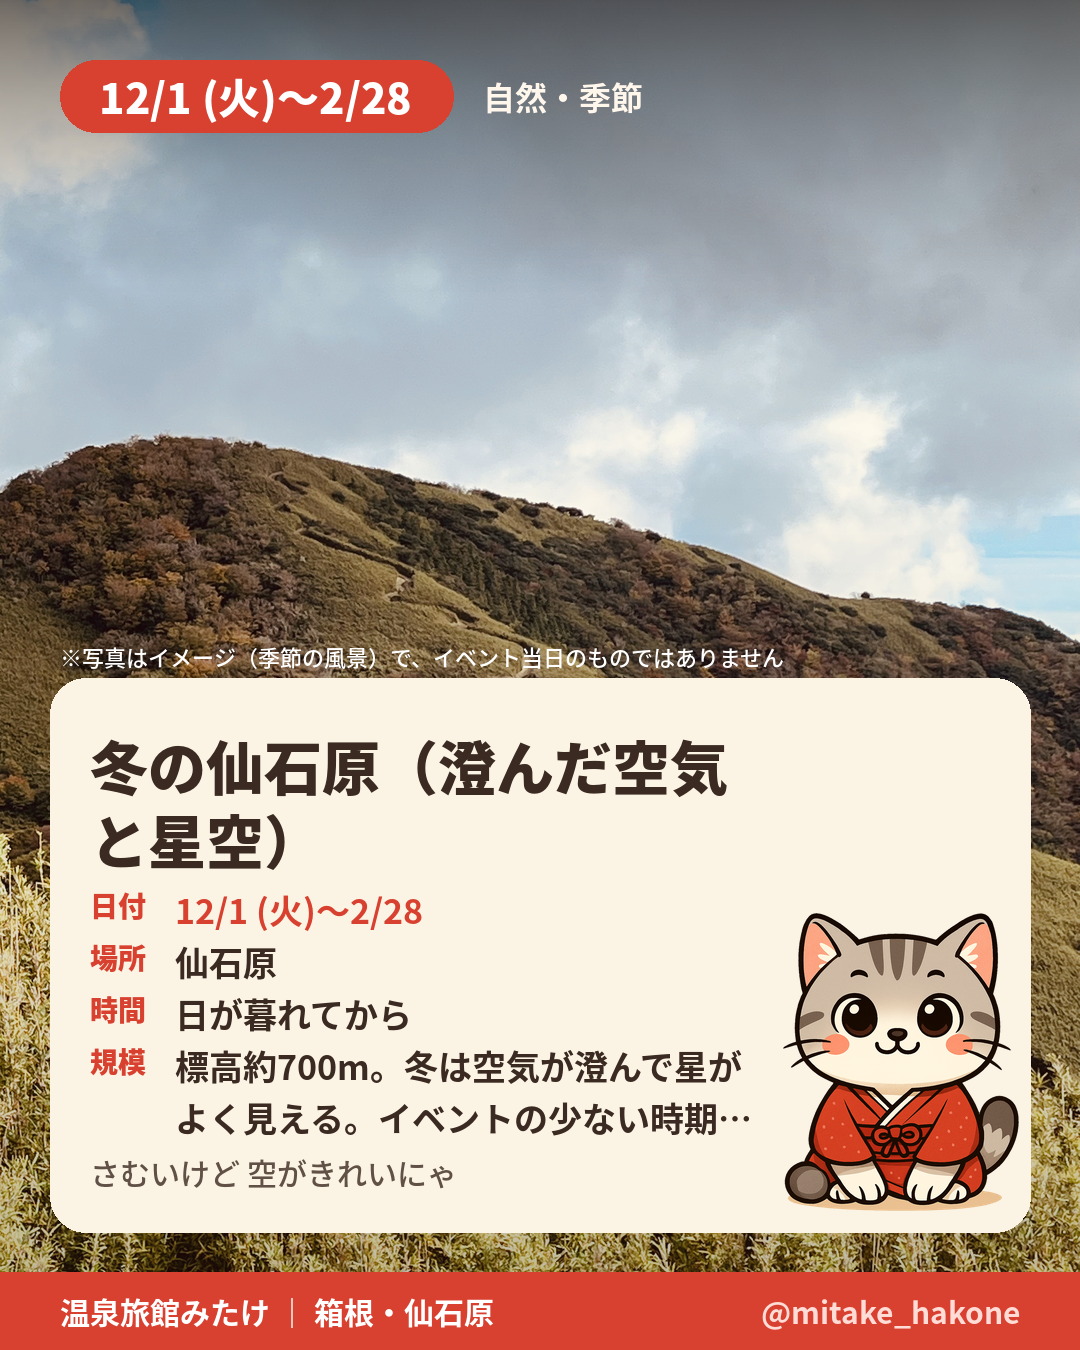 12/1 (火)〜2/28
自然・季節
※写真はイメージ（季節の風景）で、イベント当日のものではありません
冬の仙石原（澄んだ空気
と星空）
日付 12/1 (火)〜2/28
場所 仙石原
時間 日が暮れてから
規模 標高約700m。冬は空気が澄んで星が
よく見える。イベントの少ない時期…
さむいけど 空がきれいにゃ
温泉旅館みたけ｜箱根・仙石原
@mitake_hakone